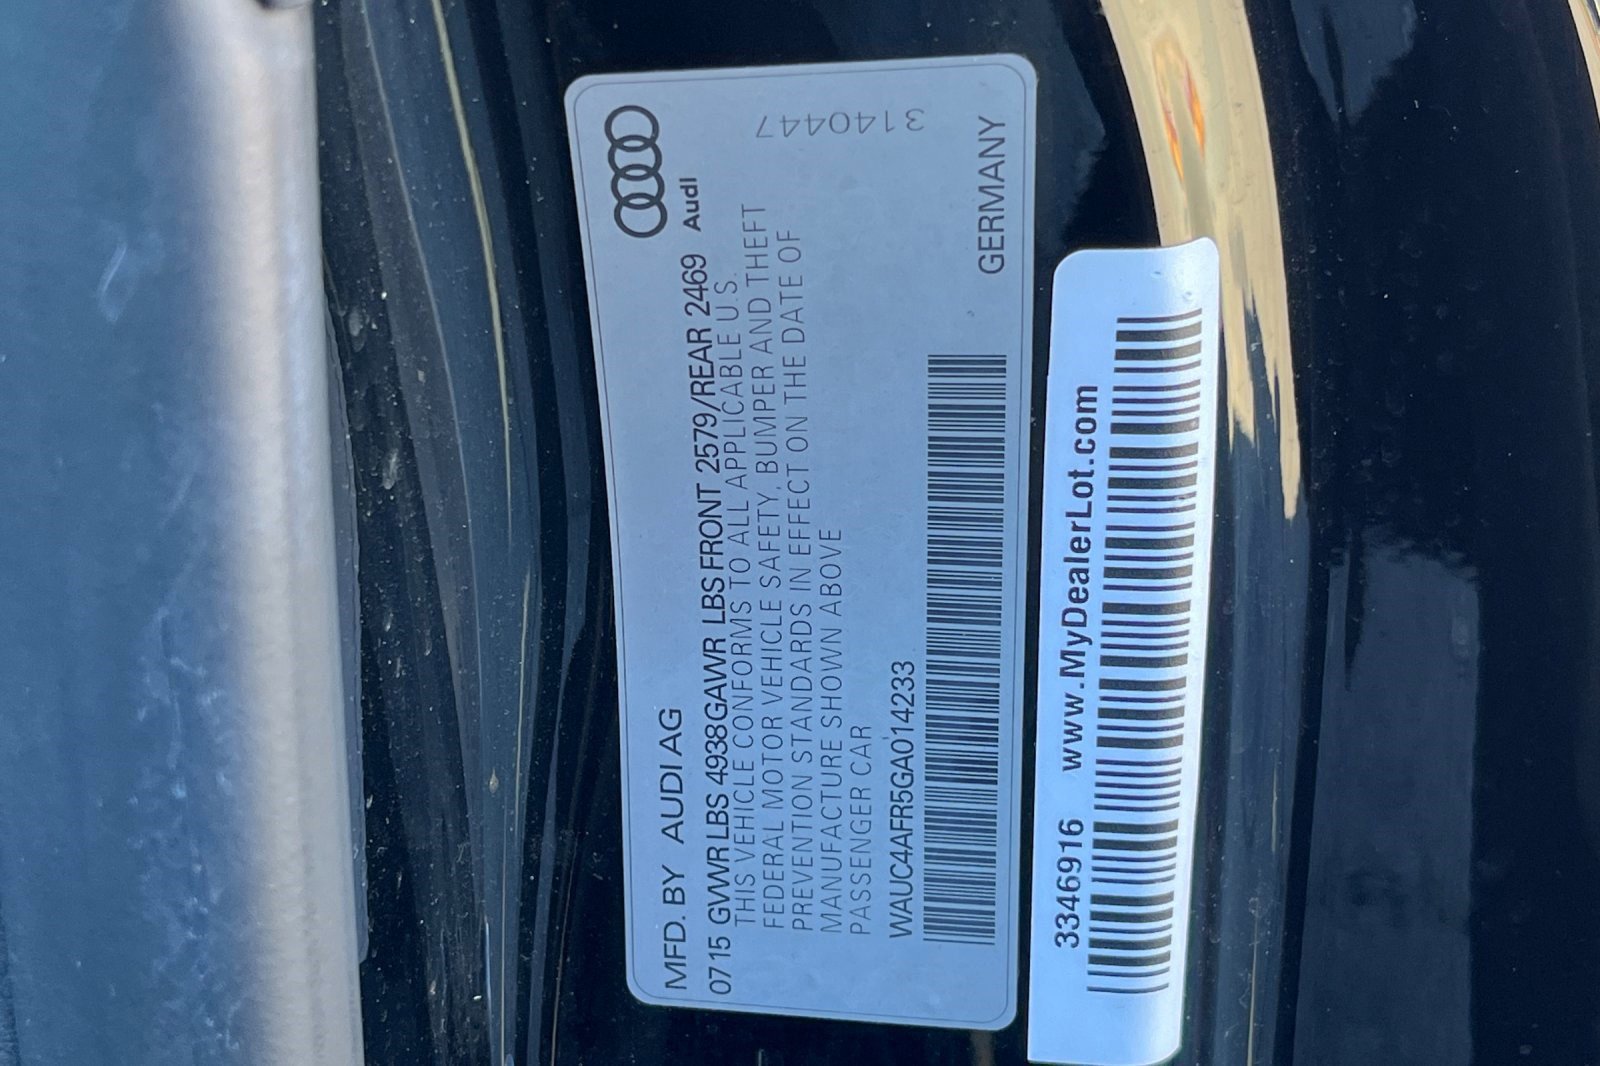 MFD. BY AUDI AG
0715 GVWR LBS 4938 GAWR LBS FRONT 2579/REAR 2469 Audi
THIS VEHICLE CONFORMS TO ALL APPLICABLE U.S.
FEDERAL MOTOR VEHICLE SAFETY, BUMPER AND THEFT
PREVENTION STANDARDS IN EFFECT ON THE DATE OF
MANUFACTURE SHOWN ABOVE
PASSENGER CAR
3140447
WAUC4AFR5GA014233
GERMANY
3346916 www.MyDealerLot.com